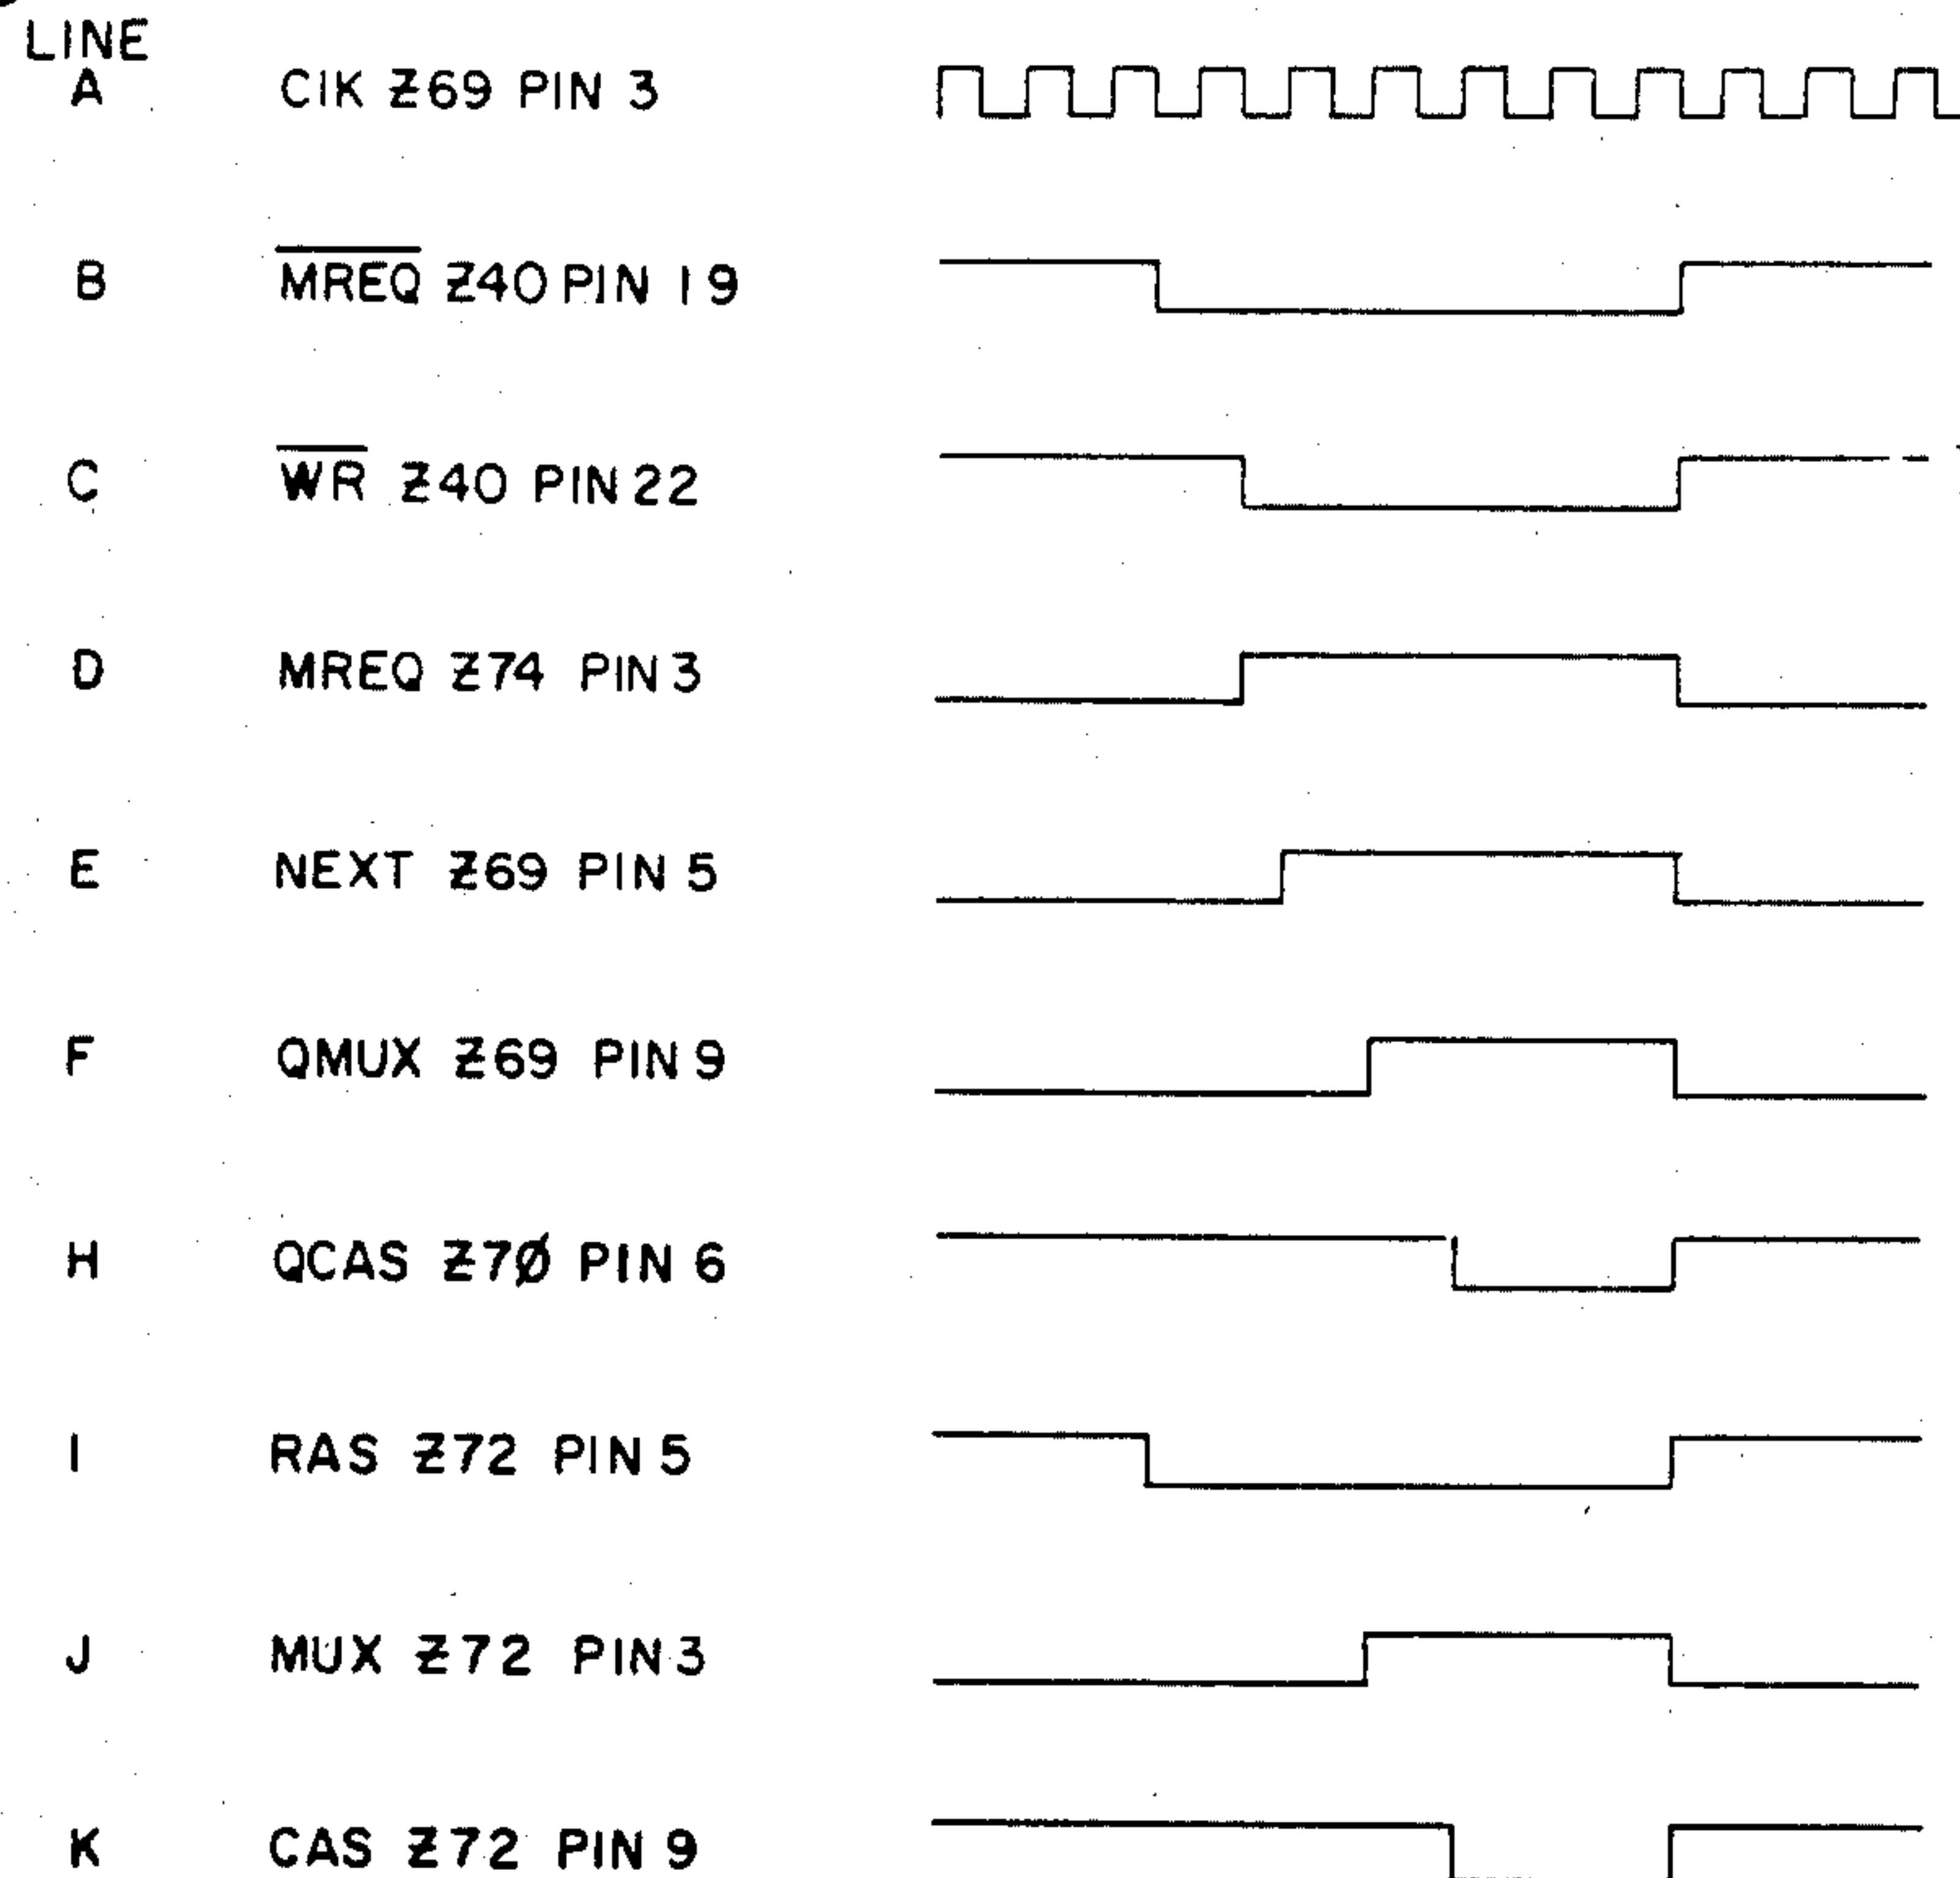 LINE
A CIK Z69 PIN 3
B MREQ Z40 PIN 19
C WR Z40 PIN 22
D MREQ Z74 PIN 3
E NEXT Z69 PIN 5
F QMUX Z69 PIN 9
H QCAS Z7Ø PIN 6
I RAS Z72 PIN 5
J MUX Z72 PIN 3
K CAS Z72 PIN 9